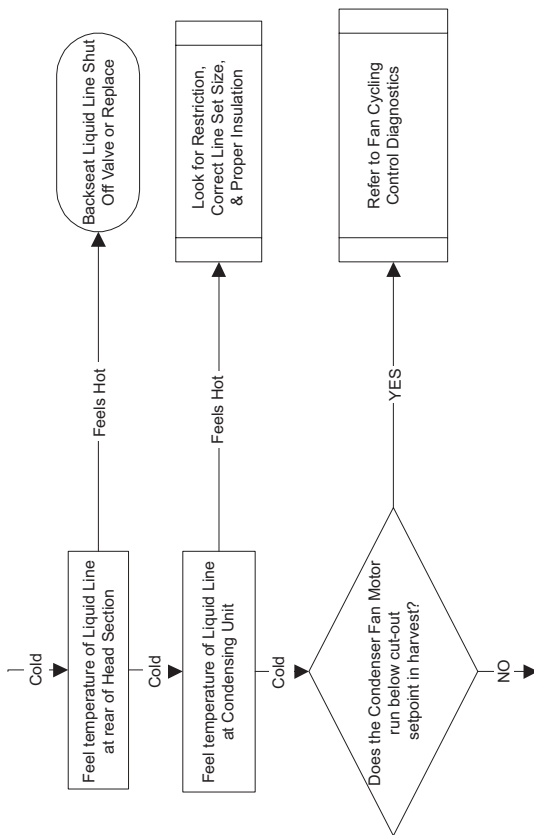 Cold
Feel temperature of Liquid Line
at rear of Head Section
Feels Hot
Backseat Liquid Line Shut
Off Valve or Replace
Cold
Feel temperature of Liquid Line
at Condensing Unit
Feels Hot
Look for Restriction,
Correct Line Set Size,
& Proper Insulation
Cold
Does the Condenser Fan Motor
run below cut-out
setpoint in harvest?
YES
Refer to Fan Cycling
Control Diagnostics
NO